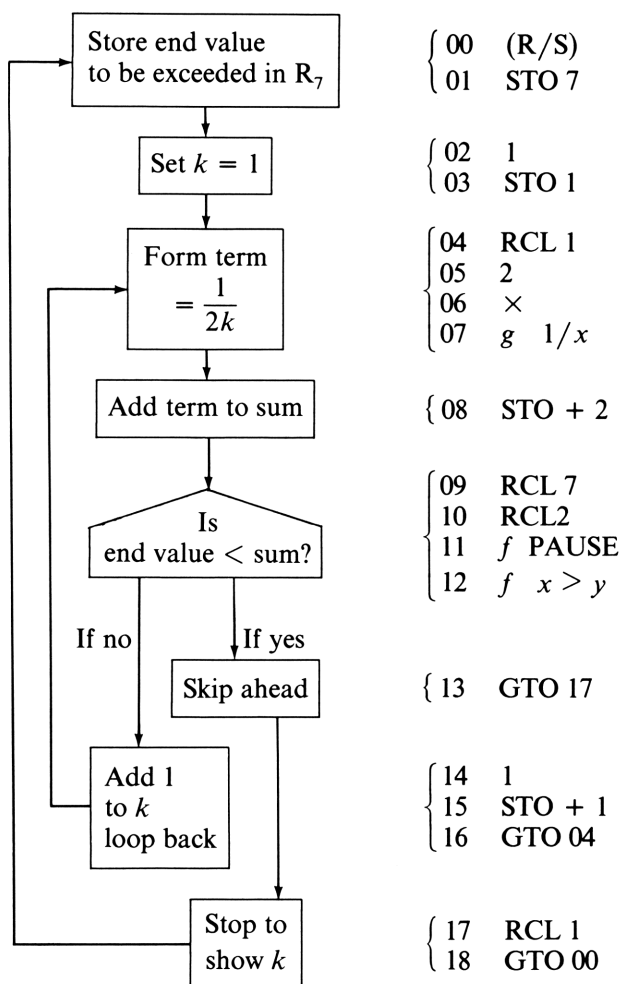 Store end value
to be exceeded in R₇
{ 00 (R/S)
01 STO 7
Set k = 1
{ 02 1
03 STO 1
Form term
= 1/2k
{ 04 RCL 1
05 2
06 ×
07 g 1/x
Add term to sum
{ 08 STO + 2
Is
end value < sum?
{ 09 RCL 7
10 RCL2
11 f PAUSE
12 f x > y
If no
If yes
Skip ahead
{ 13 GTO 17
Add 1
to k
loop back
{ 14 1
15 STO + 1
16 GTO 04
Stop to
show k
{ 17 RCL 1
18 GTO 00